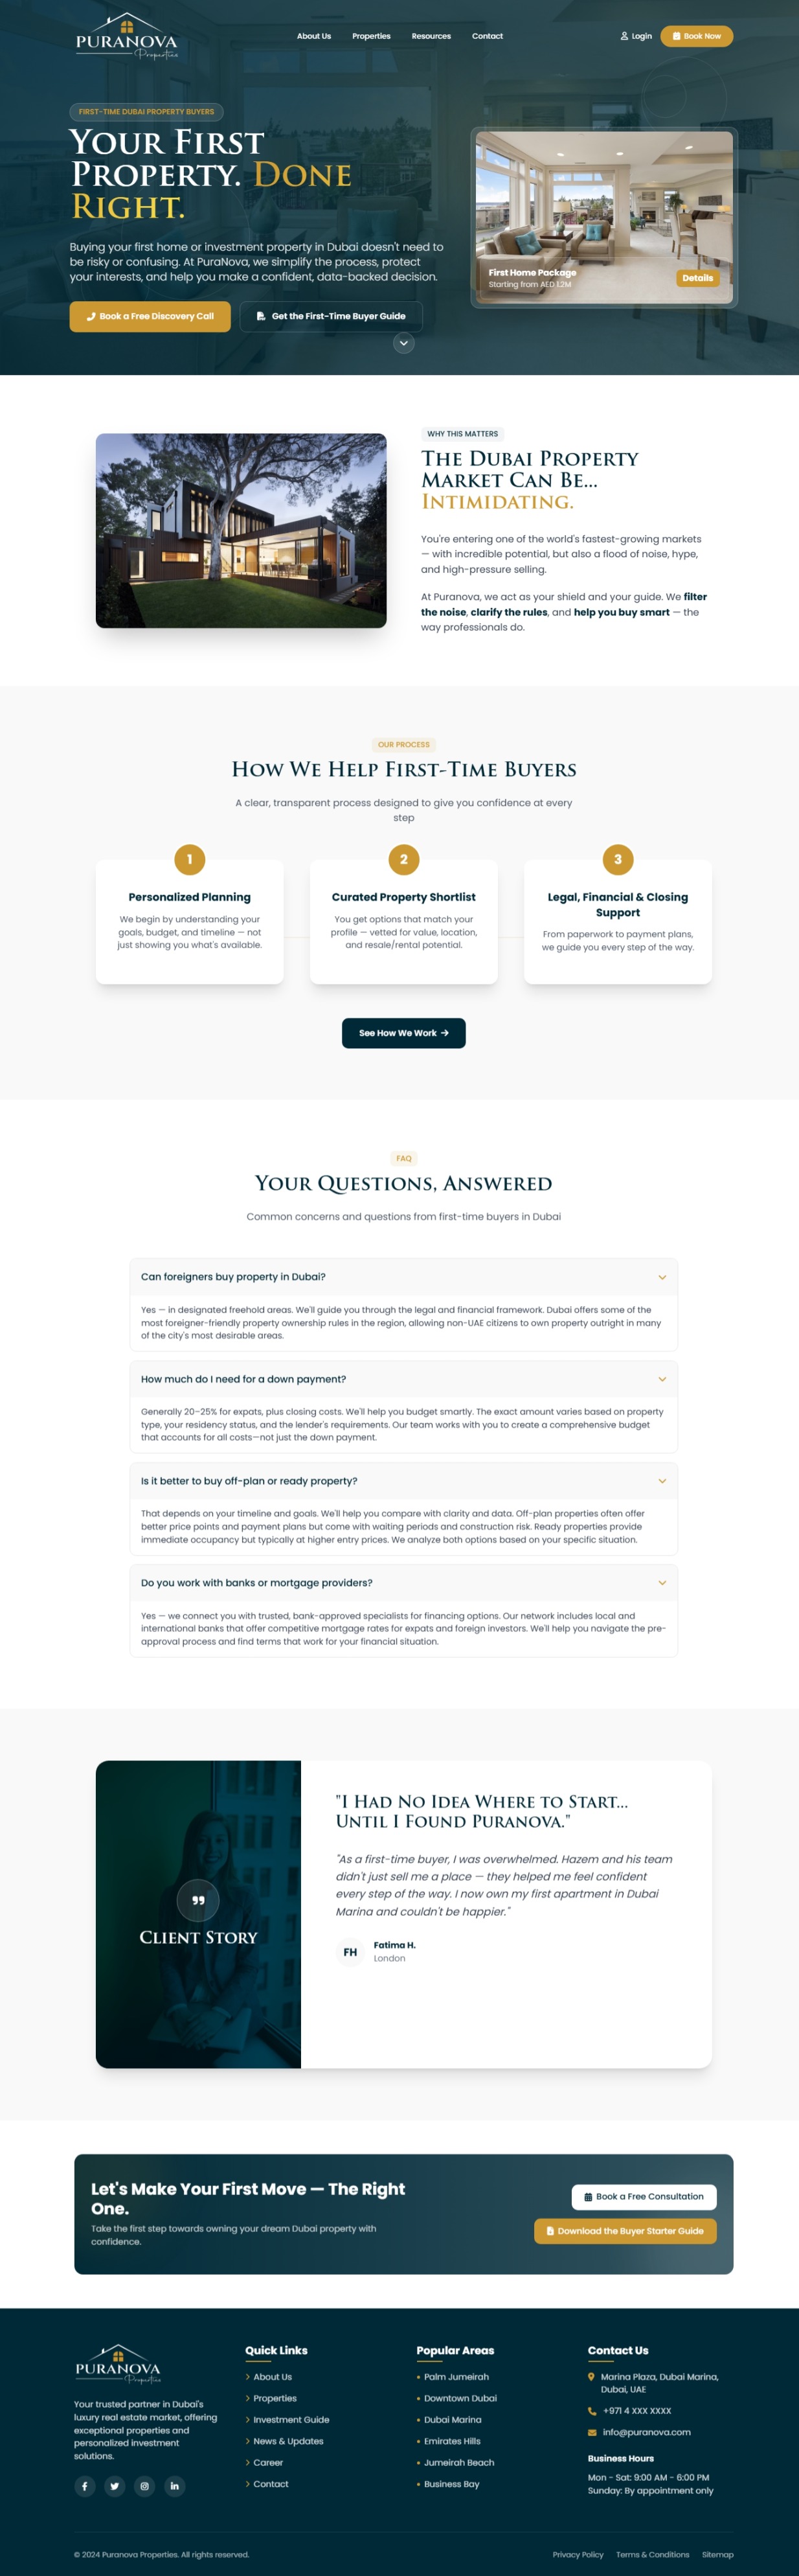 PURANOVA
Properties
About Us
Properties
Resources
Contact
Login
Book Now
FIRST-TIME DUBAI PROPERTY BUYERS
Your First
Property. Done
Right.
Buying your first home or investment property in Dubai doesn't need to
be risky or confusing. At PuraNova, we simplify the process, protect
your interests, and help you make a confident, data-backed decision.
Book a Free Discovery Call
Get the First-Time Buyer Guide
First Home Package
Starting from AED 1.2M
Details
WHY THIS MATTERS
The Dubai Property
Market Can Be...
Intimidating.
You're entering one of the world's fastest-growing markets
— with incredible potential, but also a flood of noise, hype,
and high-pressure selling.
At Puranova, we act as your shield and your guide. We filter
the noise, clarify the rules, and help you buy smart — the
way professionals do.
OUR PROCESS
How We Help First-Time Buyers
A clear, transparent process designed to give you confidence at every
step
1
Personalized Planning
We begin by understanding your
goals, budget, and timeline — not
just showing you what's available.
2
Curated Property Shortlist
You get options that match your
profile — vetted for value, location,
and resale/rental potential.
3
Legal, Financial & Closing
Support
From paperwork to payment plans,
we guide you every step of the way.
See How We Work
FAQ
Your Questions, Answered
Common concerns and questions from first-time buyers in Dubai
Can foreigners buy property in Dubai?
Yes — in designated freehold areas. We'll guide you through the legal and financial framework. Dubai offers some of the
most foreigner-friendly property ownership rules in the region, allowing non-UAE citizens to own property outright in many
of the city's most desirable areas.
How much do I need for a down payment?
Generally 20–25% for expats, plus closing costs. We'll help you budget smartly. The exact amount varies based on property
type, your residency status, and the lender's requirements. Our team works with you to create a comprehensive budget
that accounts for all costs—not just the down payment.
Is it better to buy off-plan or ready property?
That depends on your timeline and goals. We'll help you compare with clarity and data. Off-plan properties often offer
better price points and payment plans but come with waiting periods and construction risk. Ready properties provide
immediate occupancy but typically at higher entry prices. We analyze both options based on your specific situation.
Do you work with banks or mortgage providers?
Yes — we connect you with trusted, bank-approved specialists for financing options. Our network includes local and
international banks that offer competitive mortgage rates for expats and foreign investors. We'll help you navigate the pre-
approval process and find terms that work for your financial situation.
Client Story
"I Had No Idea Where to Start...
Until I Found Puranova."
"As a first-time buyer, I was overwhelmed. Hazem and his team
didn't just sell me a place — they helped me feel confident
every step of the way. I now own my first apartment in Dubai
Marina and couldn't be happier."
FH
Fatima H.
London
Let's Make Your First Move — The Right
One.
Take the first step towards owning your dream Dubai property with
confidence.
Book a Free Consultation
Download the Buyer Starter Guide
PURANOVA
Properties
Your trusted partner in Dubai's
luxury real estate market, offering
exceptional properties and
personalized investment
solutions.
Quick Links
About Us
Properties
Investment Guide
News & Updates
Career
Contact
Popular Areas
Palm Jumeirah
Downtown Dubai
Dubai Marina
Emirates Hills
Jumeirah Beach
Business Bay
Contact Us
Marina Plaza, Dubai Marina,
Dubai, UAE
+971 4 XXX XXXX
info@puranova.com
Business Hours
Mon - Sat: 9:00 AM - 6:00 PM
Sunday: By appointment only
© 2024 Puranova Properties. All rights reserved.
Privacy Policy
Terms & Conditions
Sitemap